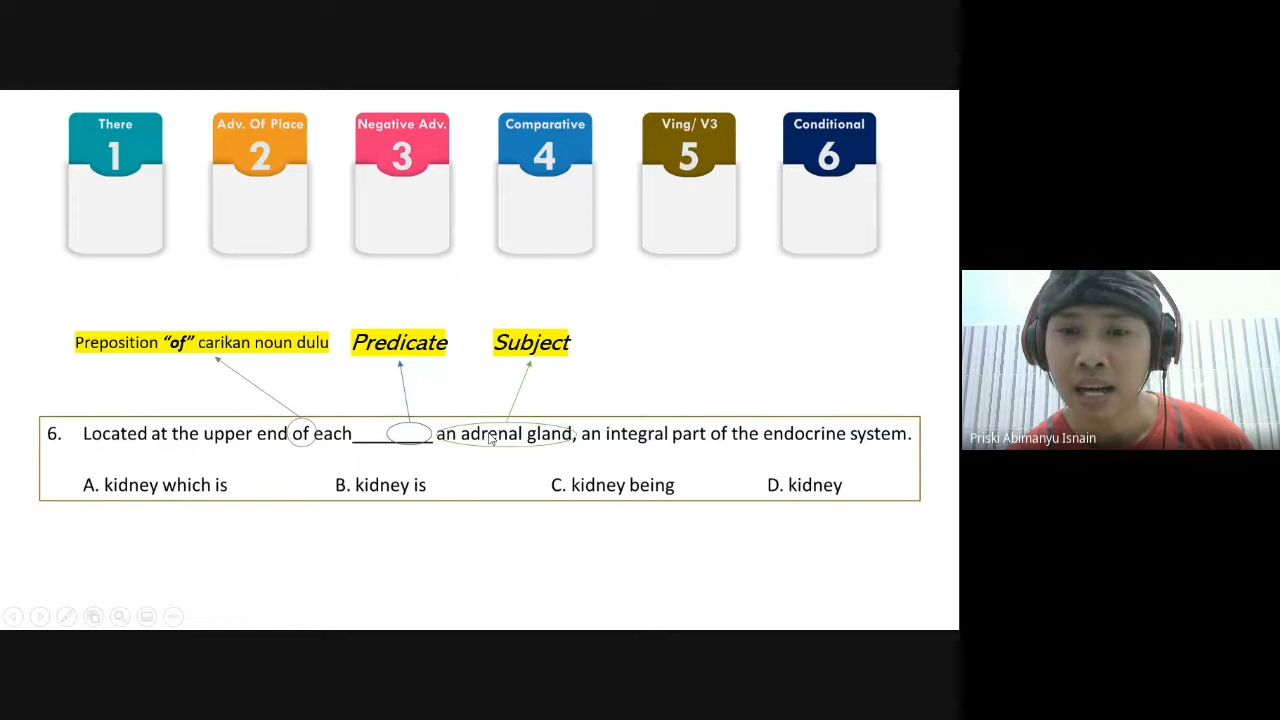 There
1
Adv. Of Place
2
Negative Adv.
3
Comparative
4
Ving/ V3
5
Conditional
6
Preposition "of" carikan noun dulu
Predicate
Subject
6. Located at the upper end of each________ an adrenal gland, an integral part of the endocrine system.
A. kidney which is B. kidney is C. kidney being D. kidney
Priski Abimanyu Isnain